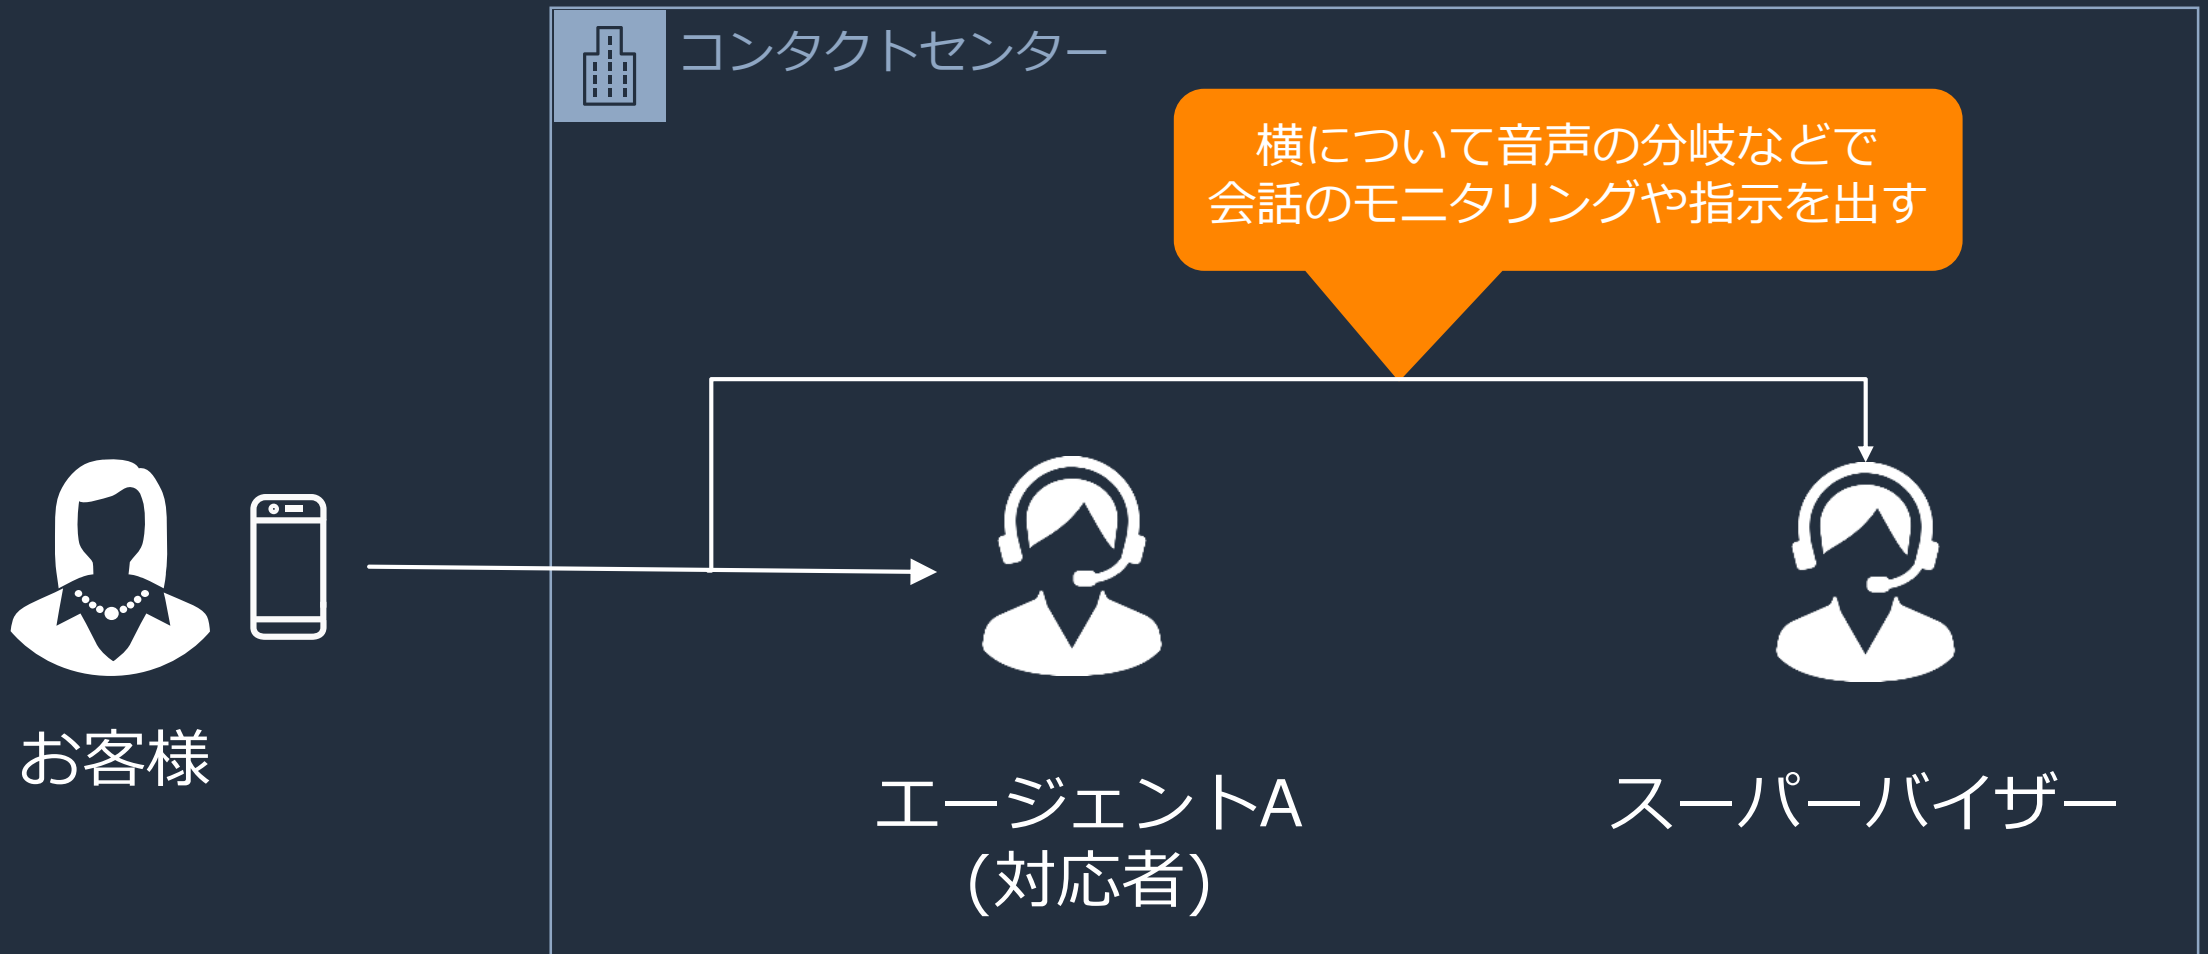 コンタクトセンター
横について音声の分岐などで
会話のモニタリングや指示を出す
お客様
エージェントA
(対応者)
スーパーバイザー